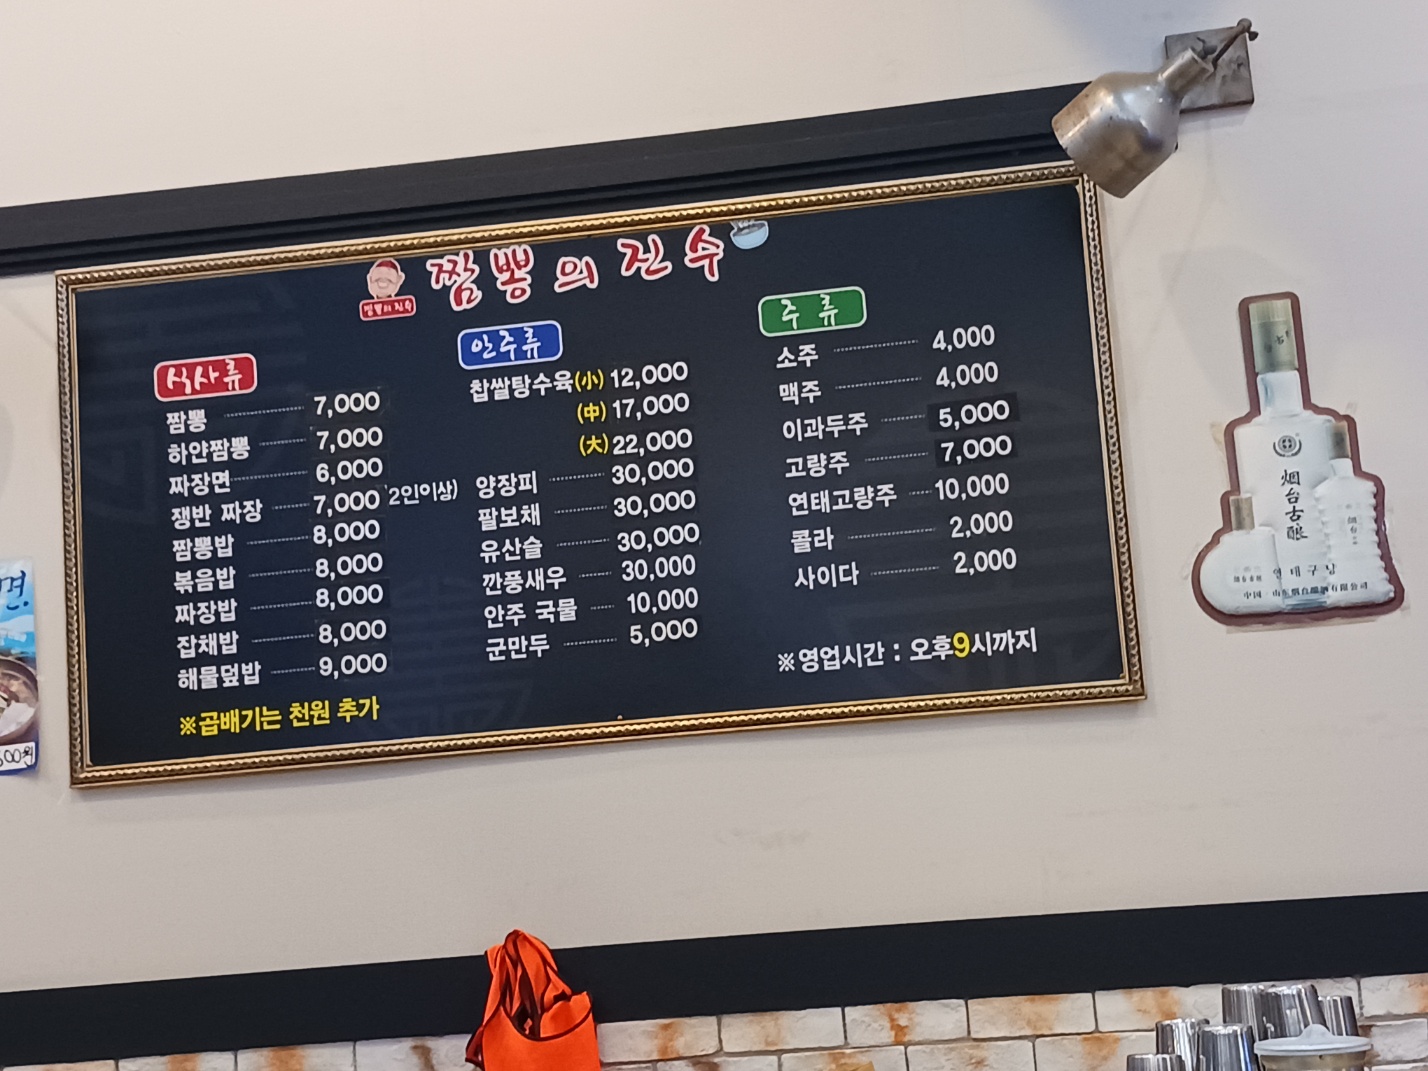 짬뽕의 진수
짬뽕의 진수
식사류
짬뽕 7,000
하얀짬뽕 7,000
짜장면 6,000
쟁반 짜장 7,000 2인이상)
짬뽕밥 8,000
볶음밥 8,000
짜장밥 8,000
잡채밥 8,000
해물덮밥 9,000
※곱배기는 천원 추가
안주류
찹쌀탕수육(小) 12,000
(中) 17,000
(大) 22,000
양장피 30,000
팔보채 30,000
유산슬 30,000
깐풍새우 30,000
안주 국물 10,000
군만두 5,000
주류
소주 4,000
맥주 4,000
이과두주 5,000
고량주 7,000
연태고량주 10,000
콜라 2,000
사이다 2,000
※영업시간 : 오후9시까지
烟台古酿
면.